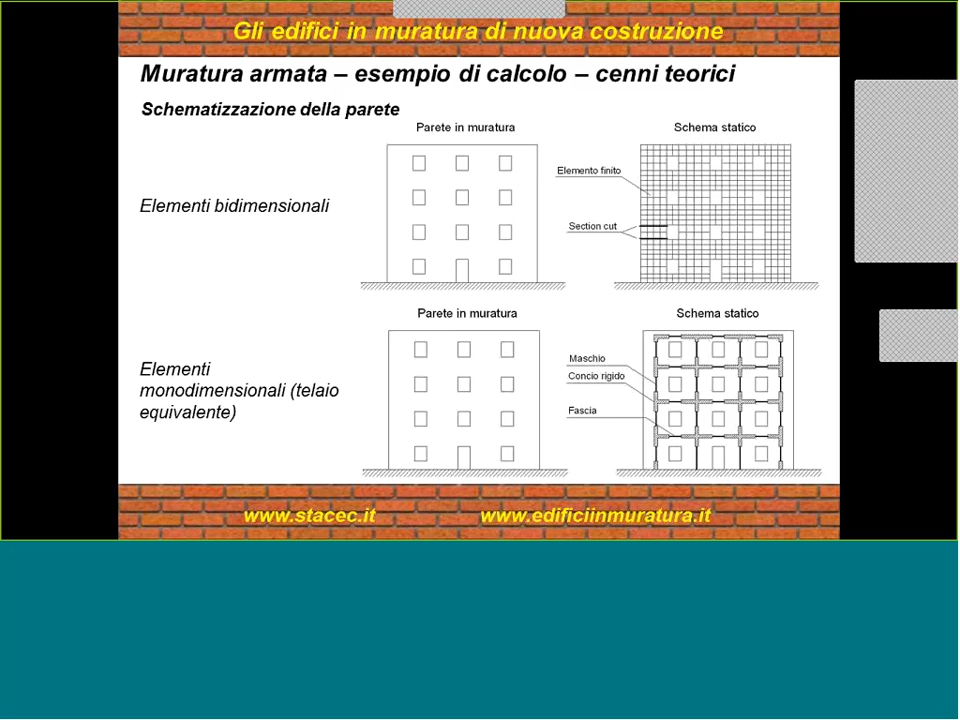 Gli edifici in muratura di nuova costruzione
Muratura armata – esempio di calcolo – cenni teorici
Schematizzazione della parete
Parete in muratura
Schema statico
Elementi bidimensionali
Elemento finito
Section cut
Parete in muratura
Schema statico
Elementi
monodimensionali (telaio
equivalente)
Maschio
Concio rigido
Fascia
www.stacec.it
www.edificiinmuratura.it